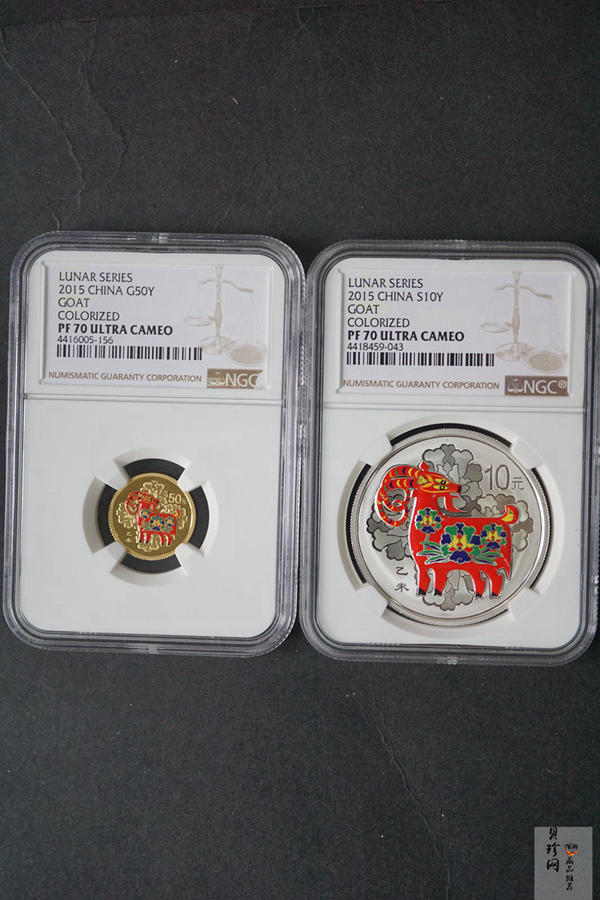 LUNAR SERIES
2015 CHINA G50Y
GOAT
COLORIZED
PF 70 ULTRA CAMEO
4416005-156
NUMISMATIC GUARANTY CORPORATION
NGC
50
乙未
LUNAR SERIES
2015 CHINA S10Y
GOAT
COLORIZED
PF 70 ULTRA CAMEO
4418459-043
NUMISMATIC GUARANTY CORPORATION
NGC®
10元
乙未
贝珍网